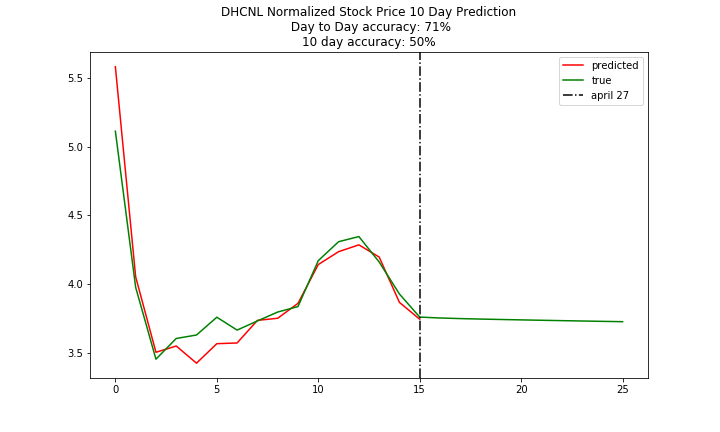 DHCNL Normalized Stock Price 10 Day Prediction
Day to Day accuracy: 71%
10 day accuracy: 50%
predicted
true
april 27
5.5
5.0
4.5
4.0
3.5
0 5 10 15 20 25